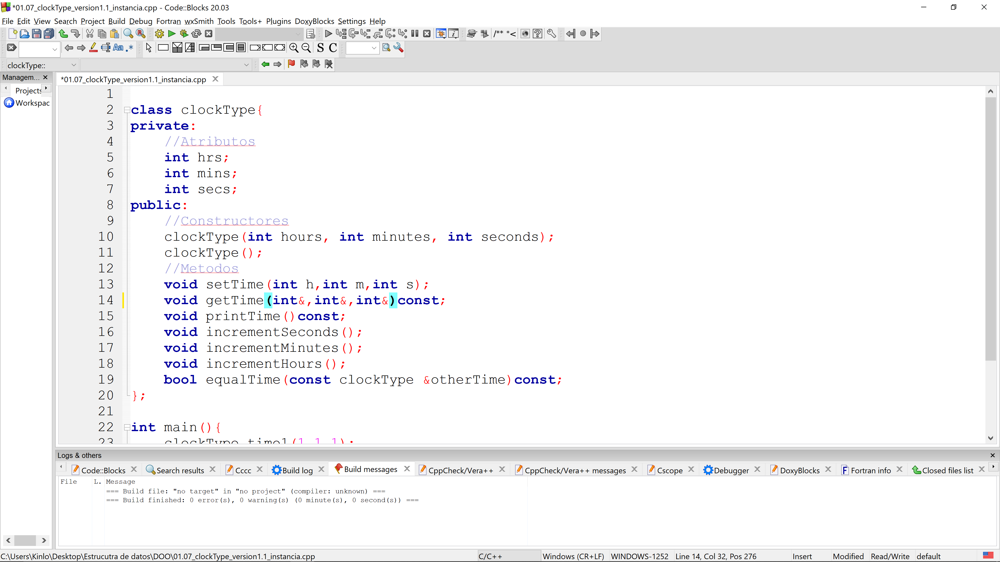 *01.07_clockType_version1.1_instancia.cpp - Code::Blocks 20.03
File Edit View Search Project Build Debug Fortran wxSmith Tools Tools+ Plugins DoxyBlocks Settings Help
/** *<
Aa .* S C
clockType::
Managem...
*01.07_clockType_version1.1_instancia.cpp
Projects
Workspac
1
2 class clockType{
3 private:
4 //Atributos
5 int hrs;
6 int mins;
7 int secs;
8 public:
9 //Constructores
10 clockType(int hours, int minutes, int seconds);
11 clockType();
12 //Metodos
13 void setTime(int h,int m,int s);
14 void getTime(int&,int&,int&)const;
15 void printTime()const;
16 void incrementSeconds();
17 void incrementMinutes();
18 void incrementHours();
19 bool equalTime(const clockType &otherTime)const;
20 };
21
22 int main(){
23 clockType time1(1,1,1);
Logs & others
Code::Blocks Search results Cccc Build log Build messages CppCheck/Vera++ CppCheck/Vera++ messages Cscope Debugger DoxyBlocks Fortran info Closed files list
File L. Message
=== Build file: "no target" in "no project" (compiler: unknown) ===
=== Build finished: 0 error(s), 0 warning(s) (0 minute(s), 0 second(s)) ===
C:\Users\Kinlo\Desktop\Estrucutra de datos\DOO\01.07_clockType_version1.1_instancia.cpp C/C++ Windows (CR+LF) WINDOWS-1252 Line 14, Col 32, Pos 276 Insert Modified Read/Write default